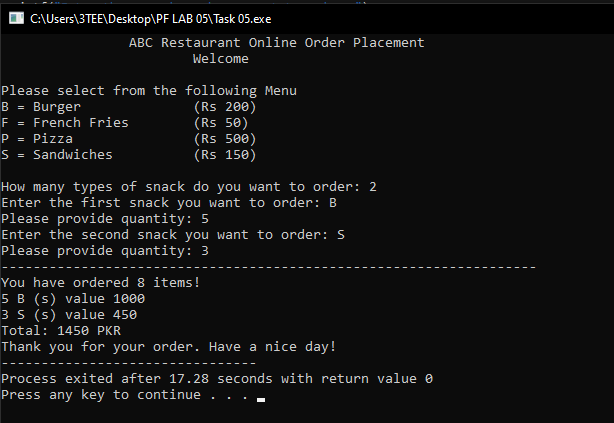 C:\Users\3TEE\Desktop\PF LAB 05\Task 05.exe
ABC Restaurant Online Order Placement
Welcome
Please select from the following Menu
B = Burger (Rs 200)
F = French Fries (Rs 50)
P = Pizza (Rs 500)
S = Sandwiches (Rs 150)
How many types of snack do you want to order: 2
Enter the first snack you want to order: B
Please provide quantity: 5
Enter the second snack you want to order: S
Please provide quantity: 3
-------------------------------------------------------------------
You have ordered 8 items!
5 B (s) value 1000
3 S (s) value 450
Total: 1450 PKR
Thank you for your order. Have a nice day!
--------------------------------
Process exited after 17.28 seconds with return value 0
Press any key to continue . . .